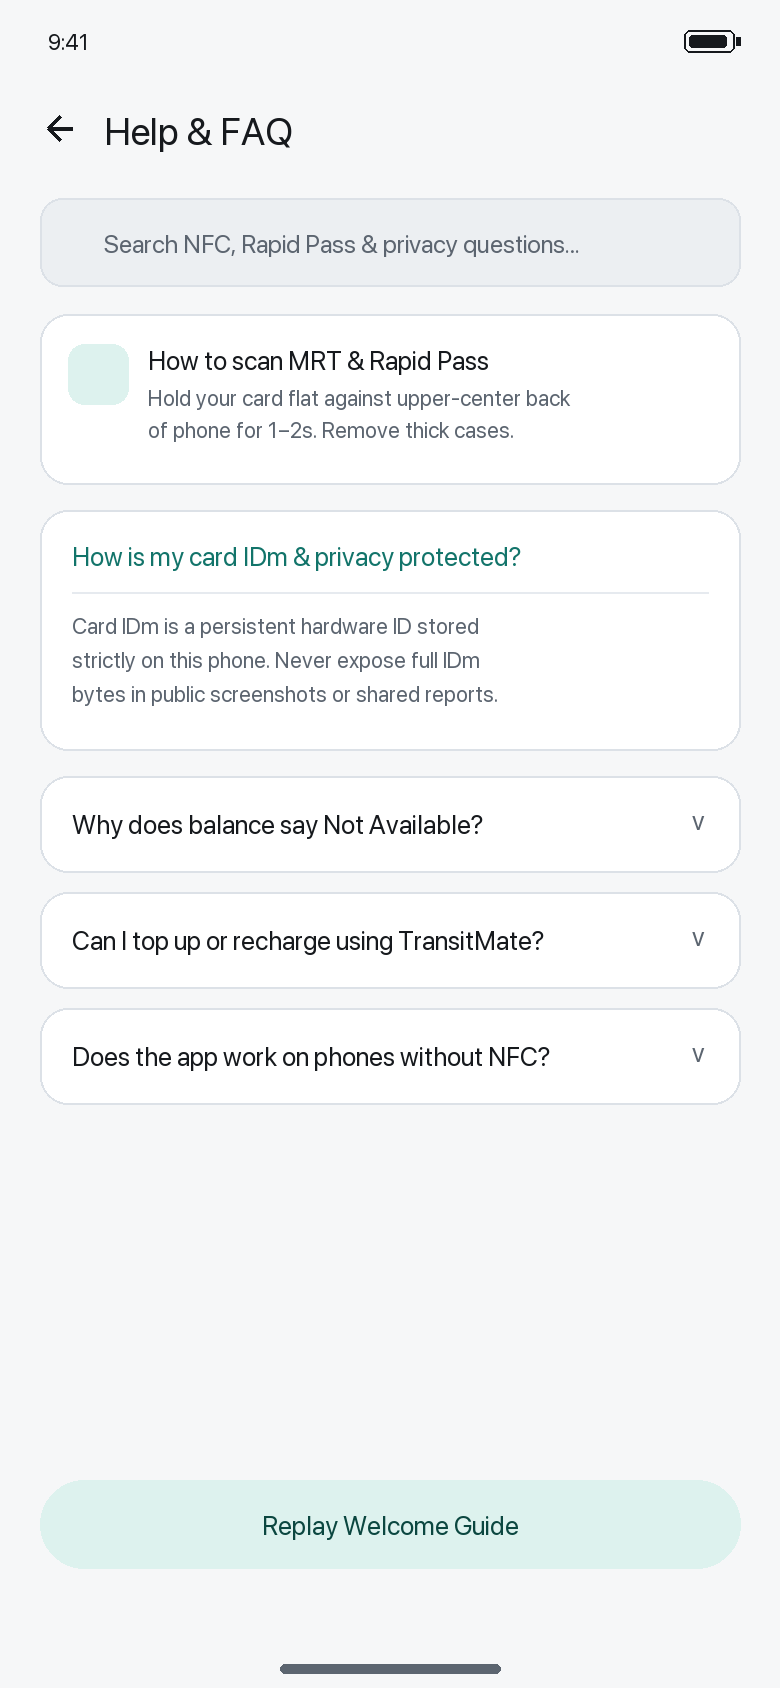 9:41
Help & FAQ
Search NFC, Rapid Pass & privacy questions...
How to scan MRT & Rapid Pass
Hold your card flat against upper-center back
of phone for 1–2s. Remove thick cases.
How is my card IDm & privacy protected?
Card IDm is a persistent hardware ID stored
strictly on this phone. Never expose full IDm
bytes in public screenshots or shared reports.
Why does balance say Not Available? v
Can I top up or recharge using TransitMate? v
Does the app work on phones without NFC? v
Replay Welcome Guide